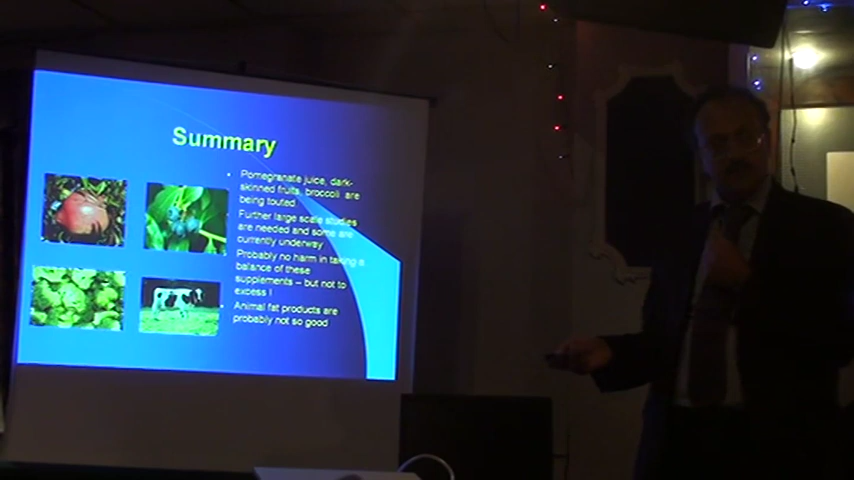 Summary
Pomegranate juice, dark-
skinned fruits, broccoli are
being touted
Further large scale studies
are needed and some are
currently underway
Probably no harm in taking a
balance of these
supplements – but not to
excess !
Animal fat products are
probably not so good